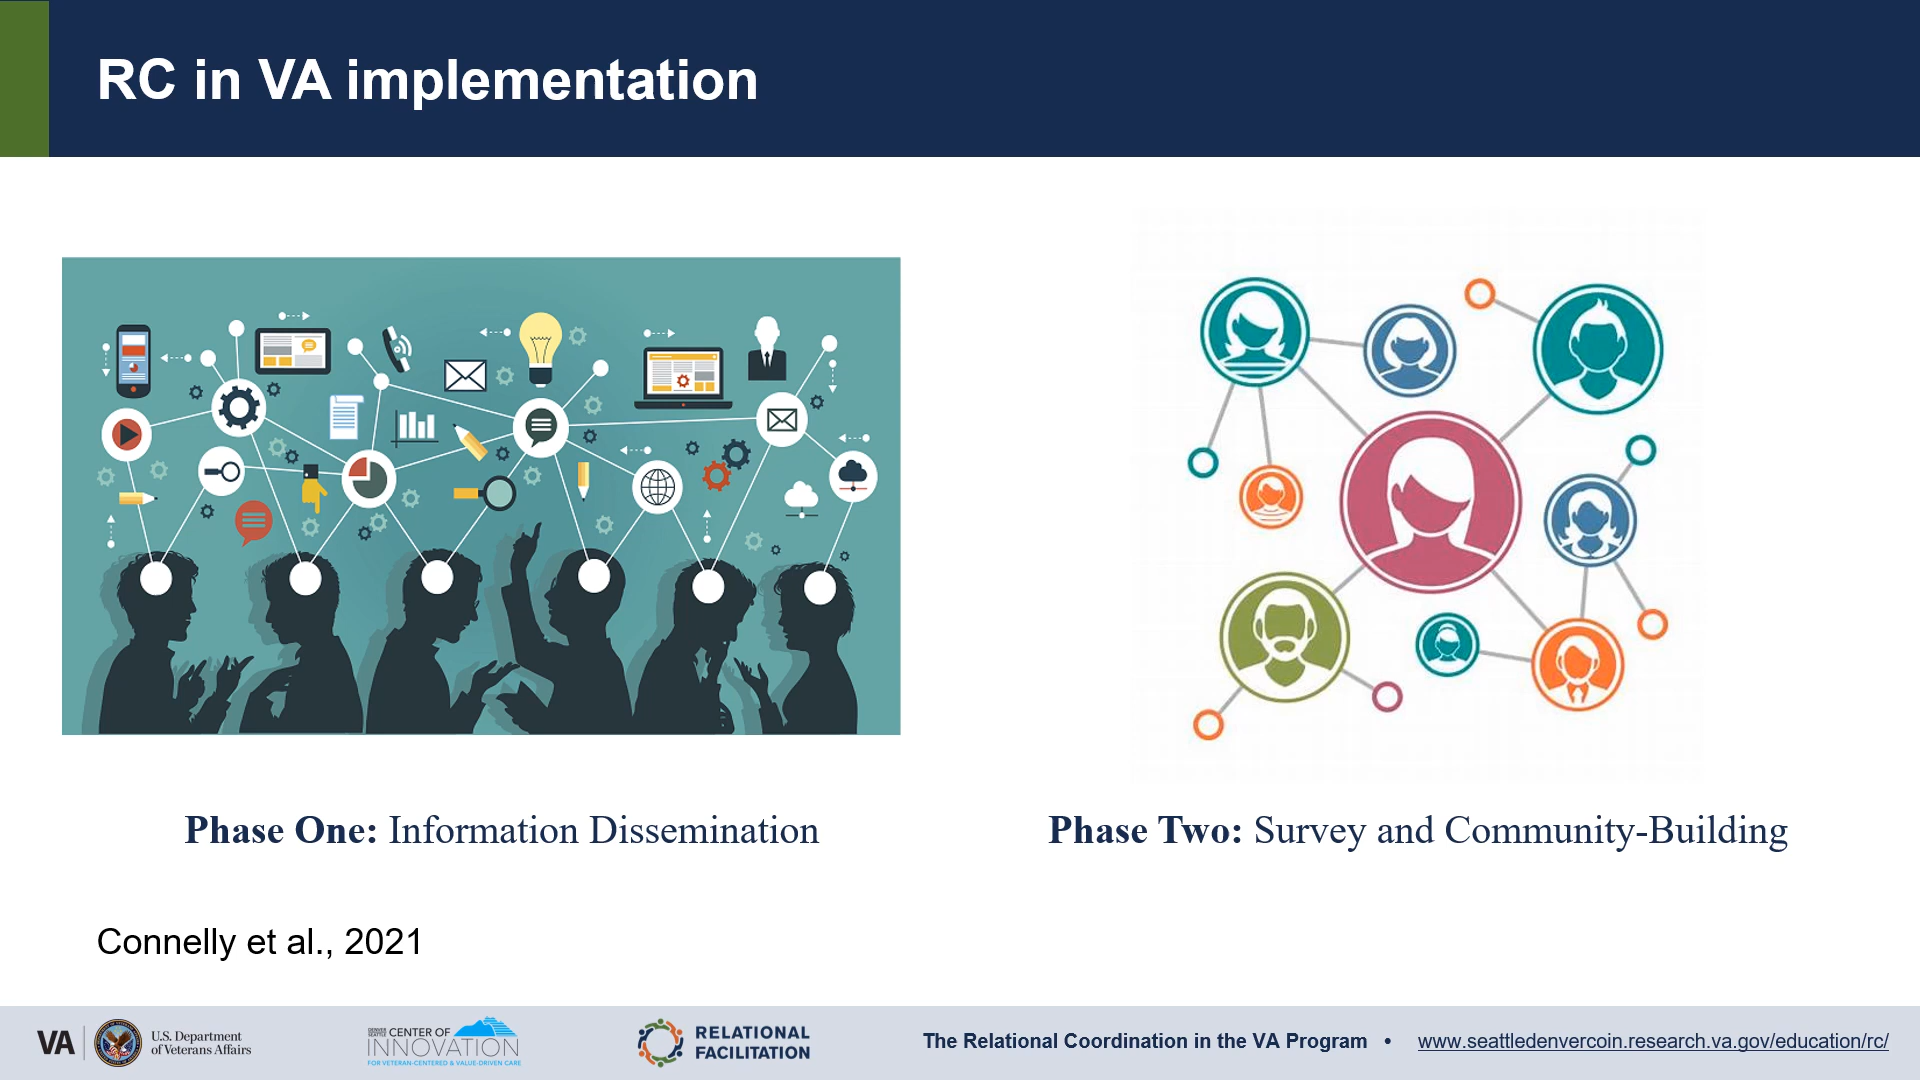 RC in VA implementation
Phase One: Information Dissemination
Phase Two: Survey and Community-Building
Connelly et al., 2021
VA
U.S. Department
of Veterans Affairs
DENVER SEATTLE CENTER OF
INNOVATION
FOR VETERAN-CENTERED & VALUE-DRIVEN CARE
RELATIONAL
FACILITATION
The Relational Coordination in the VA Program • www.seattledenvercoin.research.va.gov/education/rc/